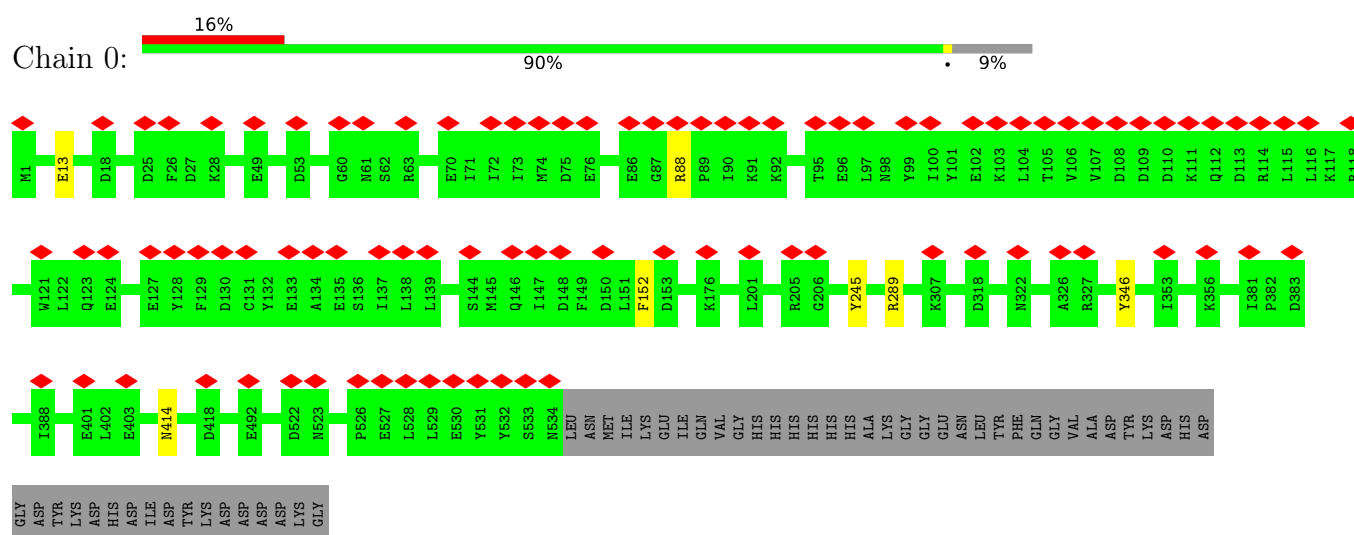 16%
Chain 0:
90% • 9%
M1 E13 D18 D25 F26 D27 K28 E49 D53 G60 N61 S62 R63 E70 I71 I72 I73 M74 D75 E76 E86 G87 R88 P89 I90 K91 K92 T95 E96 L97 N98 Y99 I100 Y101 E102 K103 L104 T105 V106 V107 D108 D109 D110 K111 Q112 D113 R114 L115 L116 K117 R118
W121 L122 Q123 E124 E127 Y128 F129 D130 C131 Y132 E133 A134 E135 S136 I137 L138 L139 S144 M145 Q146 I147 D148 F149 D150 L151 F152 D153 K176 L201 R205 G206 Y245 R289 K307 D318 N322 A326 R327 Y346 I353 K356 I381 P382 D383
I388 E401 L402 E403 N414 D418 E492 D522 N523 P526 E527 L528 L529 E530 Y531 Y532 S533 N534 LEU ASN MET ILE LYS GLU ILE GLN VAL GLY HIS HIS HIS HIS HIS HIS ALA LYS GLY GLY GLU ASN LEU TYR PHE GLN GLY VAL ALA ASP TYR LYS ASP HIS ASP
GLY ASP TYR LYS ASP HIS ASP ILE ASP TYR LYS ASP ASP ASP ASP LYS GLY